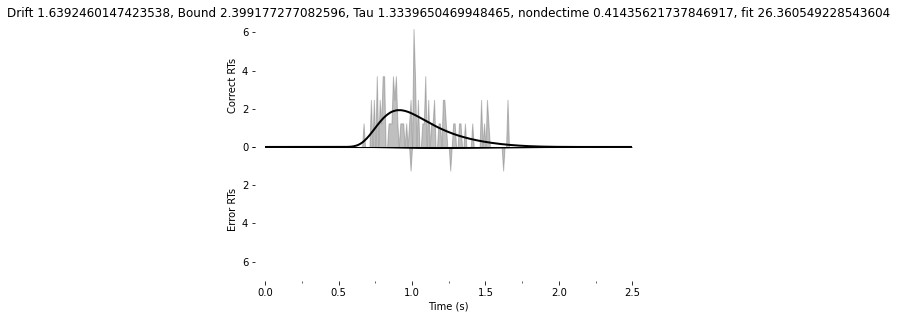 Drift 1.6392460147423538, Bound 2.399177277082596, Tau 1.3339650469948465, nondectime 0.41435621737846917, fit 26.360549228543604
6
4
2
0
2
4
6
Correct RTs
Error RTs
0.0 0.5 1.0 1.5 2.0 2.5
Time (s)